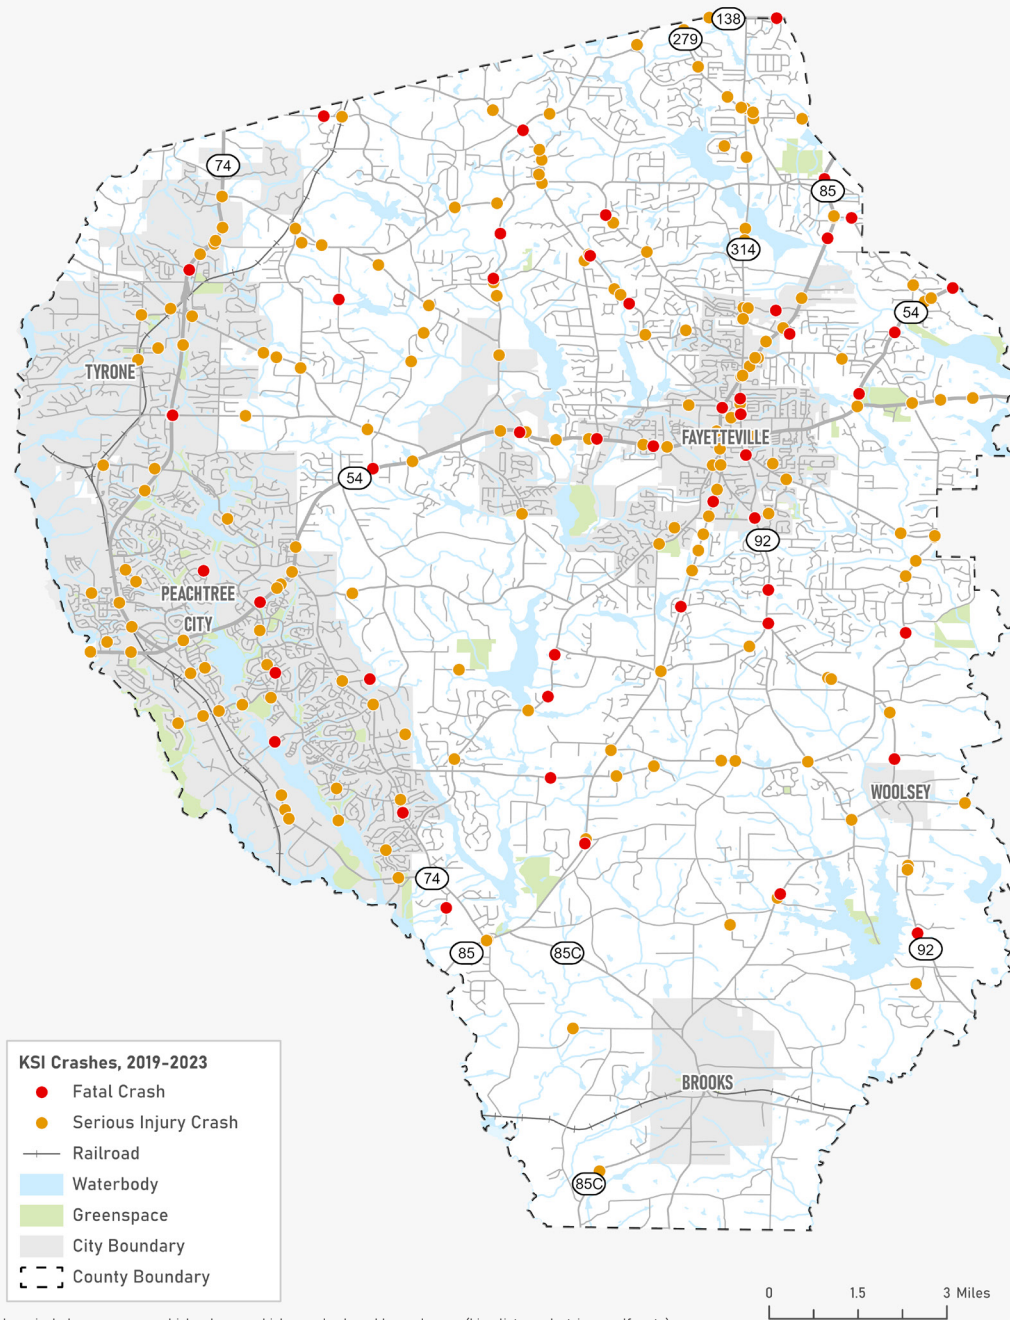 138
279
74
85
314
54
TYRONE
FAYETTEVILLE
54
92
PEACHTREE
CITY
WOOLSEY
74
85
85C
92
BROOKS
85C
KSI Crashes, 2019-2023
Fatal Crash
Serious Injury Crash
Railroad
Waterbody
Greenspace
City Boundary
County Boundary
0 1.5 3 Miles